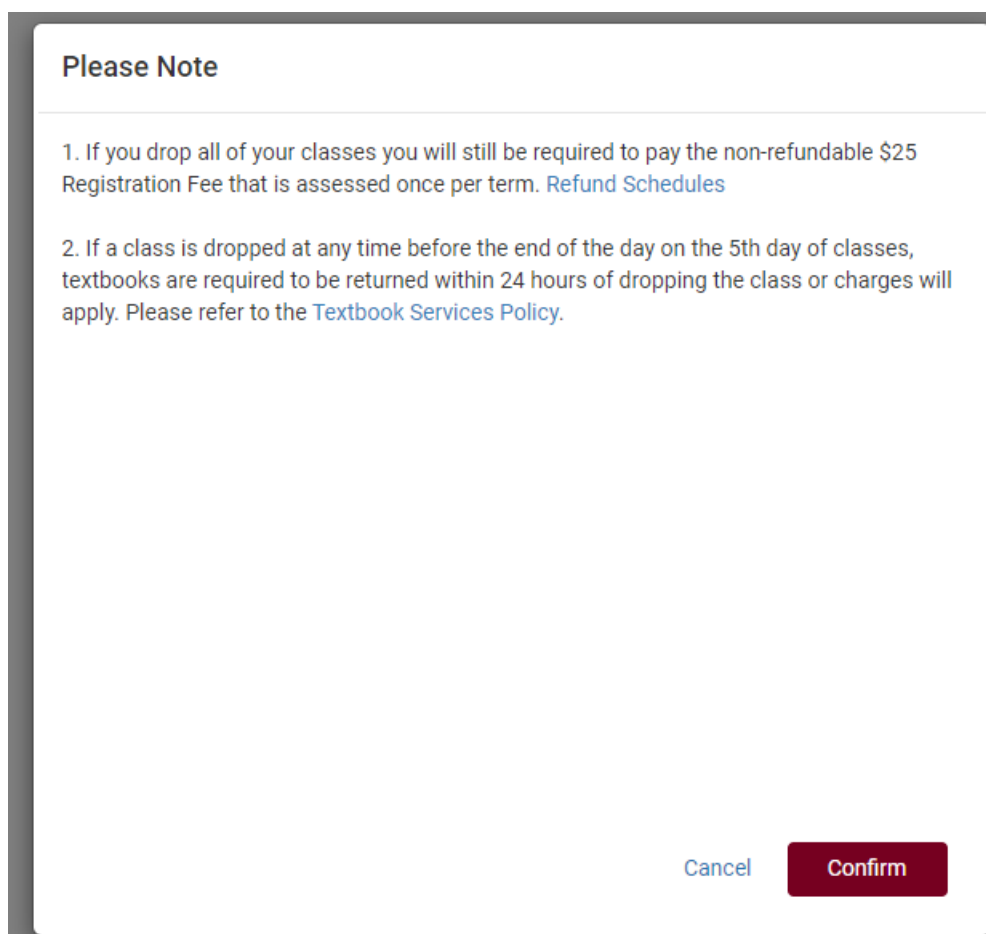 Please Note
1. If you drop all of your classes you will still be required to pay the non-refundable $25
Registration Fee that is assessed once per term. Refund Schedules
2. If a class is dropped at any time before the end of the day on the 5th day of classes,
textbooks are required to be returned within 24 hours of dropping the class or charges will
apply. Please refer to the Textbook Services Policy.
Cancel
Confirm